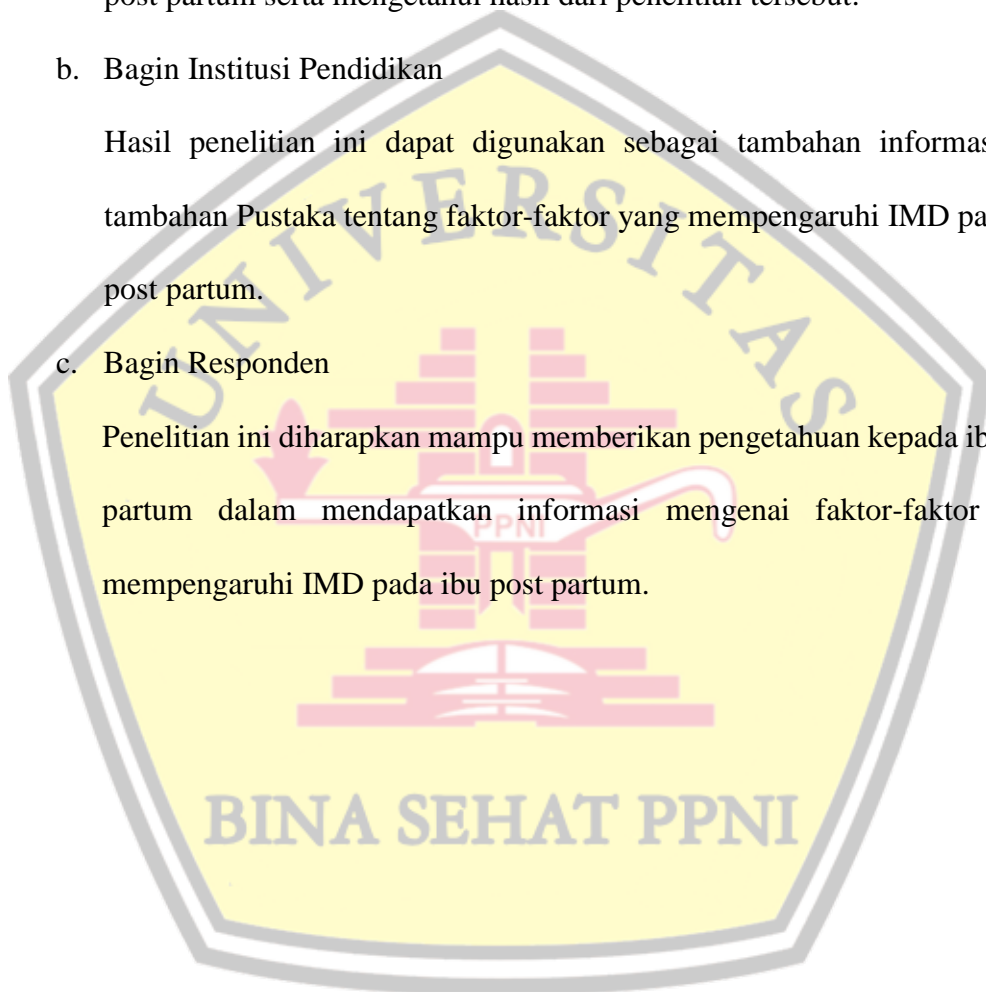 post partum serta mengetahui hasil dari penelitian tersebut.
b. Bagin Institusi Pendidikan
Hasil penelitian ini dapat digunakan sebagai tambahan informas
tambahan Pustaka tentang faktor-faktor yang mempengaruhi IMD pa
post partum.
c. Bagin Responden
Penelitian ini diharapkan mampu memberikan pengetahuan kepada ib
partum dalam mendapatkan informasi mengenai faktor-faktor
mempengaruhi IMD pada ibu post partum.
UNIVERSITAS
PPNI
BINA SEHAT PPNI